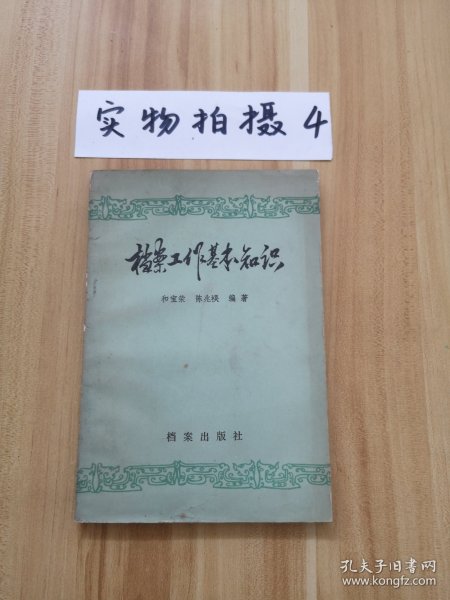 实物拍摄4
档案工作基本知识
和宝荣 陈兆祦 编著
档案出版社
孔夫子旧书网
www.kongfz.com